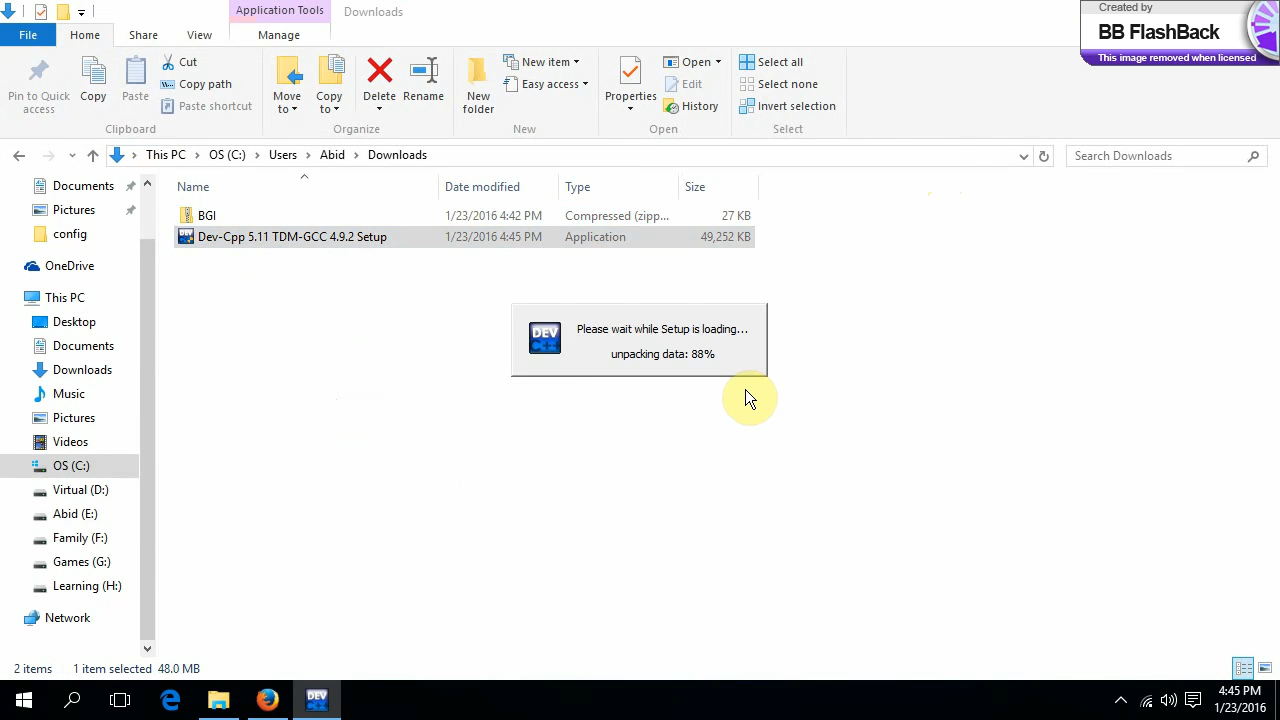 Application Tools
Downloads
File
Home
Share
View
Manage
Pin to Quick access
Copy
Paste
Cut
Copy path
Paste shortcut
Clipboard
Move to
Copy to
Delete
Rename
Organize
New folder
New item
Easy access
New
Properties
Open
Edit
History
Open
Select all
Select none
Invert selection
Select
Created by
BB FlashBack
This image removed when licensed
This PC > OS (C:) > Users > Abid > Downloads
Search Downloads
Name Date modified Type Size
BGI 1/23/2016 4:42 PM Compressed (zipp... 27 KB
Dev-Cpp 5.11 TDM-GCC 4.9.2 Setup 1/23/2016 4:45 PM Application 49,252 KB
Documents
Pictures
config
OneDrive
This PC
Desktop
Documents
Downloads
Music
Pictures
Videos
OS (C:)
Virtual (D:)
Abid (E:)
Family (F:)
Games (G:)
Learning (H:)
Network
DEV C++
Please wait while Setup is loading...
unpacking data: 88%
2 items 1 item selected 48.0 MB
DEV C++
4:45 PM
1/23/2016